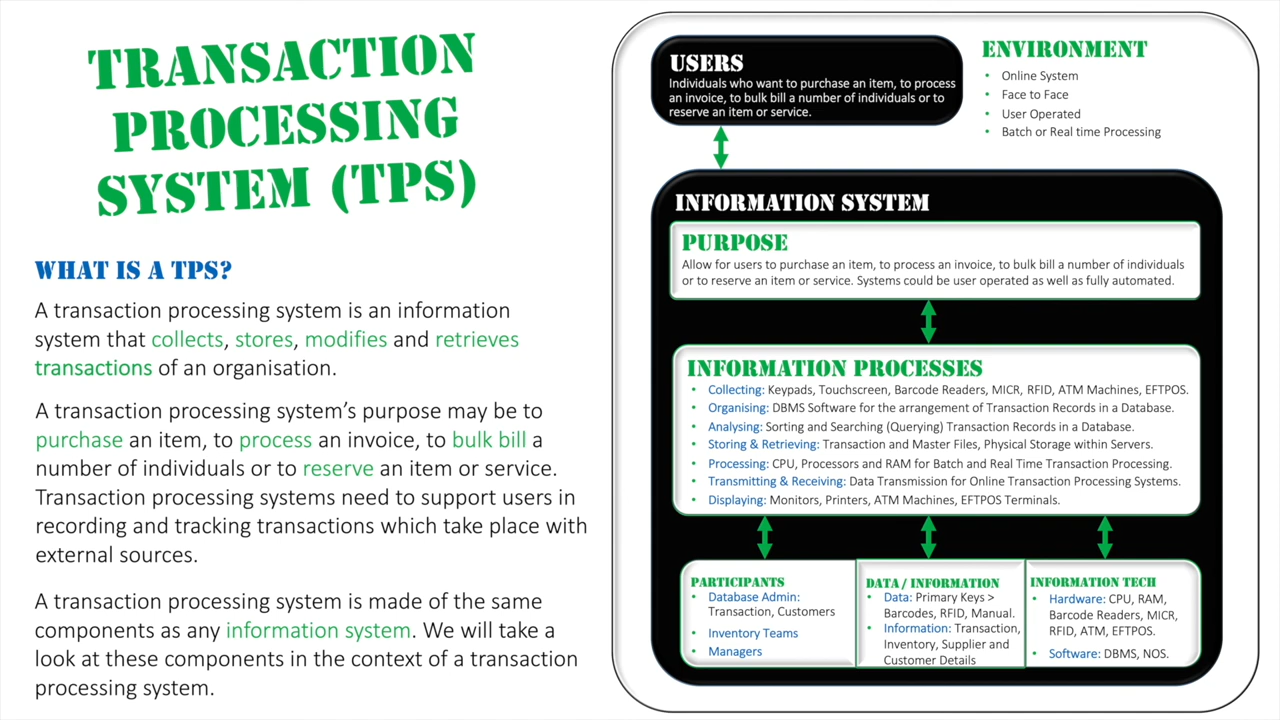 TRANSACTION
PROCESSING
SYSTEM (TPS)
WHAT IS A TPS?
A transaction processing system is an information
system that collects, stores, modifies and retrieves
transactions of an organisation.
A transaction processing system's purpose may be to
purchase an item, to process an invoice, to bulk bill a
number of individuals or to reserve an item or service.
Transaction processing systems need to support users in
recording and tracking transactions which take place with
external sources.
A transaction processing system is made of the same
components as any information system. We will take a
look at these components in the context of a transaction
processing system.
USERS
Individuals who want to purchase an item, to process
an invoice, to bulk bill a number of individuals or to
reserve an item or service.
ENVIRONMENT
• Online System
• Face to Face
• User Operated
• Batch or Real time Processing
INFORMATION SYSTEM
PURPOSE
Allow for users to purchase an item, to process an invoice, to bulk bill a number of individuals
or to reserve an item or service. Systems could be user operated as well as fully automated.
INFORMATION PROCESSES
• Collecting: Keypads, Touchscreen, Barcode Readers, MICR, RFID, ATM Machines, EFTPOS.
• Organising: DBMS Software for the arrangement of Transaction Records in a Database.
• Analysing: Sorting and Searching (Querying) Transaction Records in a Database.
• Storing & Retrieving: Transaction and Master Files, Physical Storage within Servers.
• Processing: CPU, Processors and RAM for Batch and Real Time Transaction Processing.
• Transmitting & Receiving: Data Transmission for Online Transaction Processing Systems.
• Displaying: Monitors, Printers, ATM Machines, EFTPOS Terminals.
PARTICIPANTS
• Database Admin:
Transaction, Customers
• Inventory Teams
• Managers
DATA / INFORMATION
• Data: Primary Keys >
Barcodes, RFID, Manual.
• Information: Transaction,
Inventory, Supplier and
Customer Details
INFORMATION TECH
• Hardware: CPU, RAM,
Barcode Readers, MICR,
RFID, ATM, EFTPOS.
• Software: DBMS, NOS.